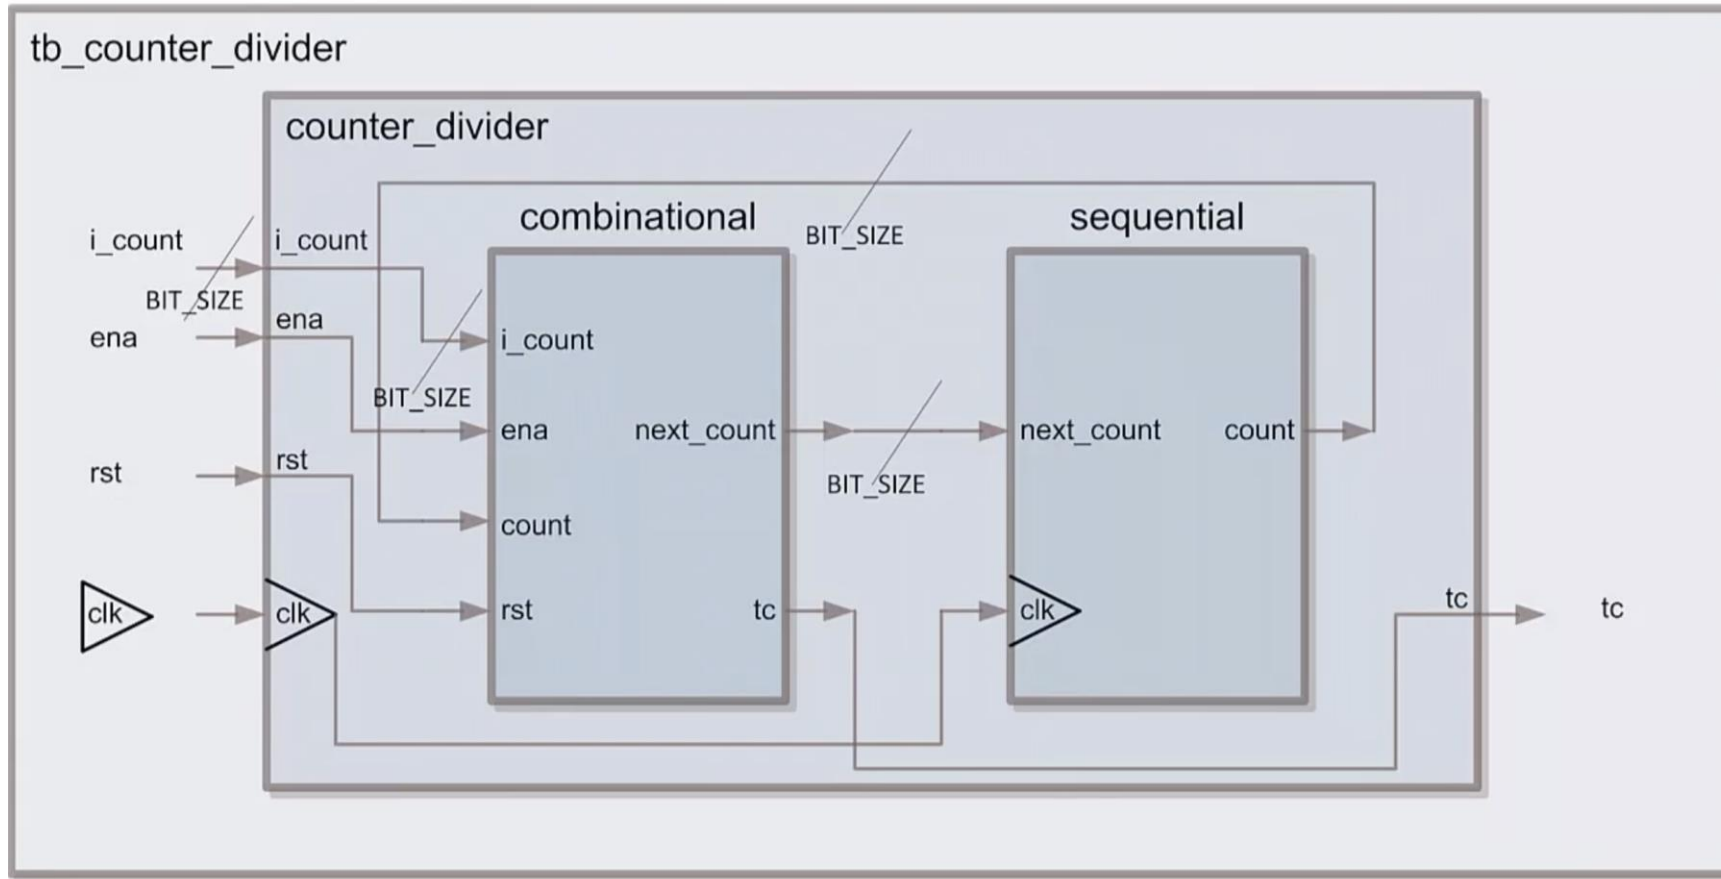 tb_counter_divider
counter_divider
combinational
sequential
BIT_SIZE
i_count
i_count
BIT_SIZE
ena
ena
i_count
BIT_SIZE
ena
next_count
next_count
count
BIT_SIZE
rst
rst
count
clk
clk
rst
tc
clk
tc
tc